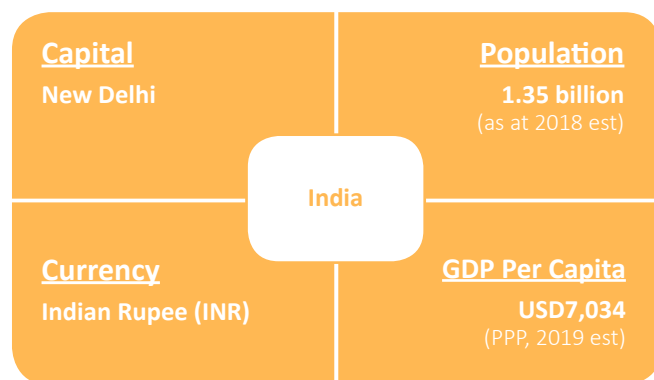 Capital
New Delhi
Population
1.35 billion
(as at 2018 est)
India
Currency
Indian Rupee (INR)
GDP Per Capita
USD7,034
(PPP, 2019 est)